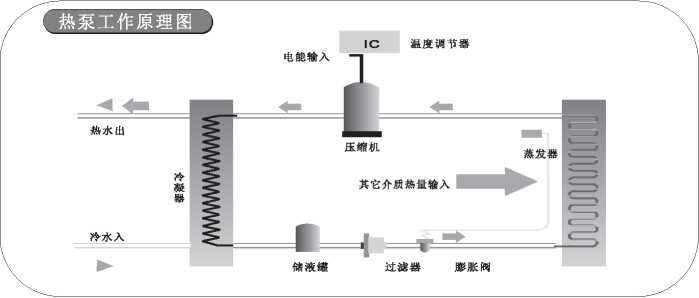 热泵工作原理图
IC
温度调节器
电能输入
热水出
压缩机
蒸发器
冷凝器
其它介质热量输入
冷水入
储液罐
过滤器
膨胀阀